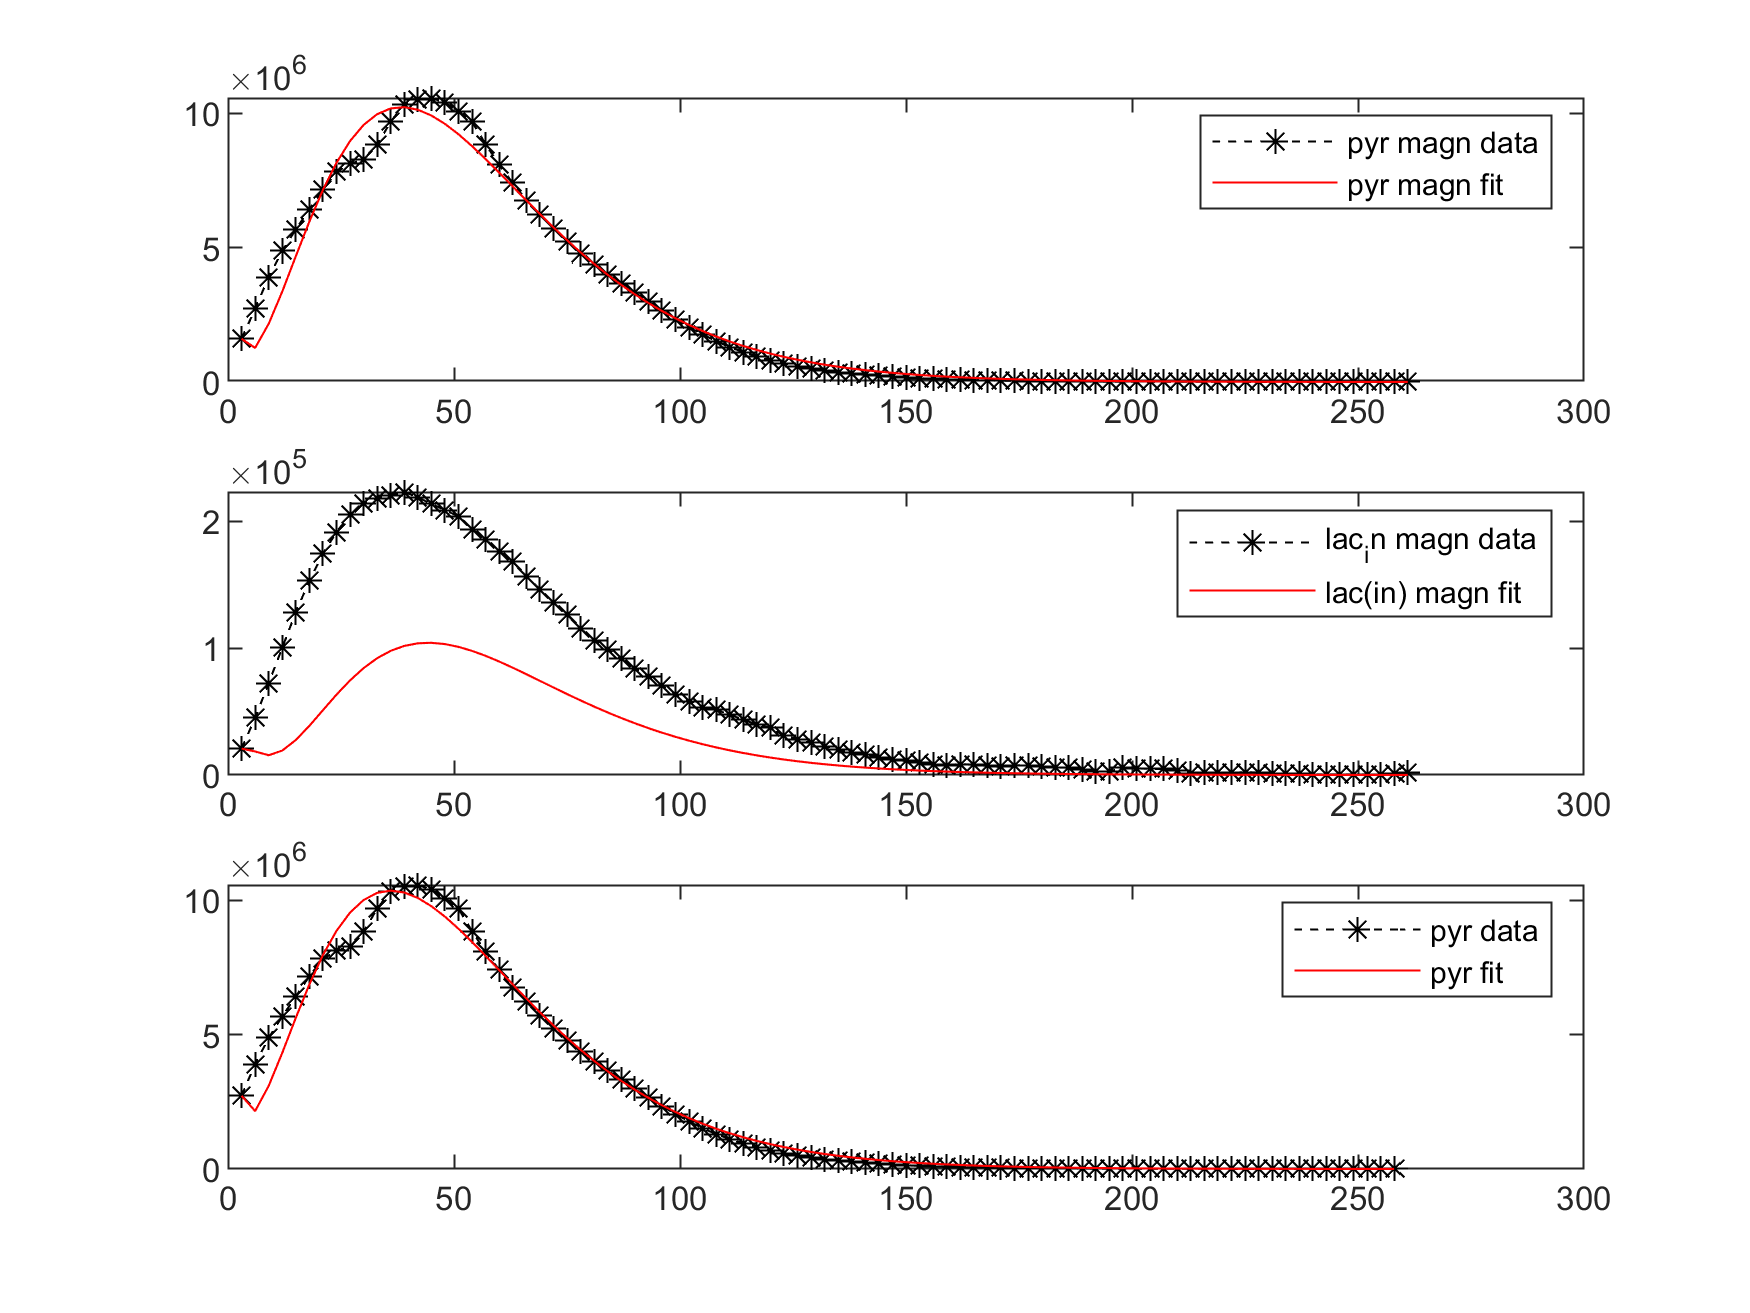 ×10^6
10
5
0
0 50 100 150 200 250 300
pyr magn data
pyr magn fit
×10^5
2
1
0
0 50 100 150 200 250 300
lac_in magn data
lac(in) magn fit
×10^6
10
5
0
0 50 100 150 200 250 300
pyr data
pyr fit